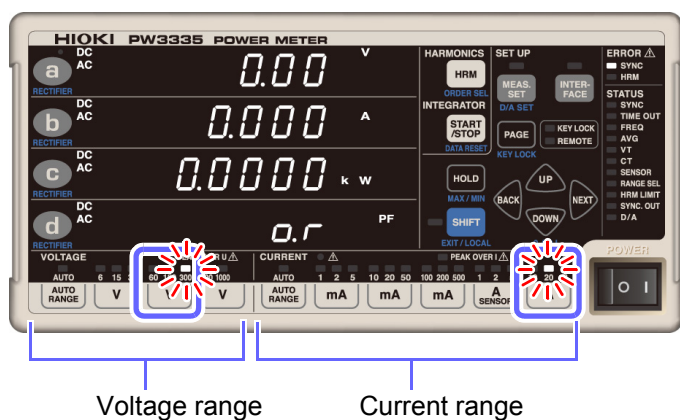 HIOKI PW3335 POWER METER
DC
AC
a
RECTIFIER
0.00
V
DC
AC
b
RECTIFIER
0.000
A
DC
AC
c
RECTIFIER
0.0000
k W
DC
AC
d
RECTIFIER
o.r
PF
HARMONICS
HRM
ORDER SEL
INTEGRATOR
START
/STOP
DATA RESET
HOLD
MAX / MIN
SHIFT
EXIT / LOCAL
SET UP
MEAS.
SET
INTER-
FACE
D/A SET
PAGE
KEY LOCK
REMOTE
KEY LOCK
UP
BACK
NEXT
DOWN
ERROR ⚠
SYNC
HRM
STATUS
SYNC
TIME OUT
FREQ
AVG
VT
CT
SENSOR
RANGE SEL
HRM LIMIT
SYNC. OUT
D / A
POWER
VOLTAGE
R U ⚠
CURRENT ⚠
PEAK OVER I ⚠
AUTO 6 15 60 300 1000
AUTO 1 2 5 10 20 50 100 200 500 1 2 20
AUTO
RANGE
V
V
V
AUTO
RANGE
mA
mA
mA
A
SENSOR
Voltage range
Current range